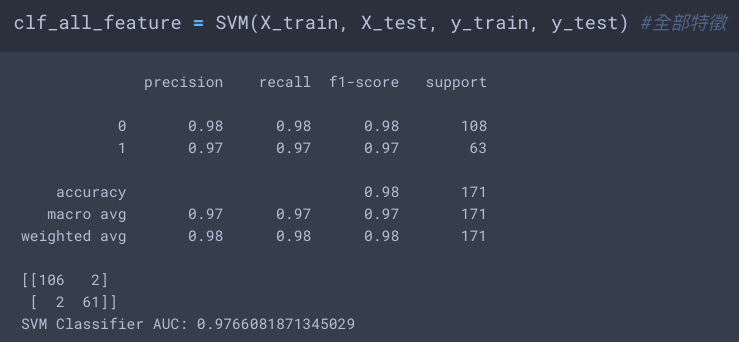 clf_all_feature = SVM(X_train, X_test, y_train, y_test) #全部特徵
precision recall f1-score support
0 0.98 0.98 0.98 108
1 0.97 0.97 0.97 63
accuracy 0.98 171
macro avg 0.97 0.97 0.97 171
weighted avg 0.98 0.98 0.98 171
[[106 2]
[ 2 61]]
SVM Classifier AUC: 0.9766081871345029